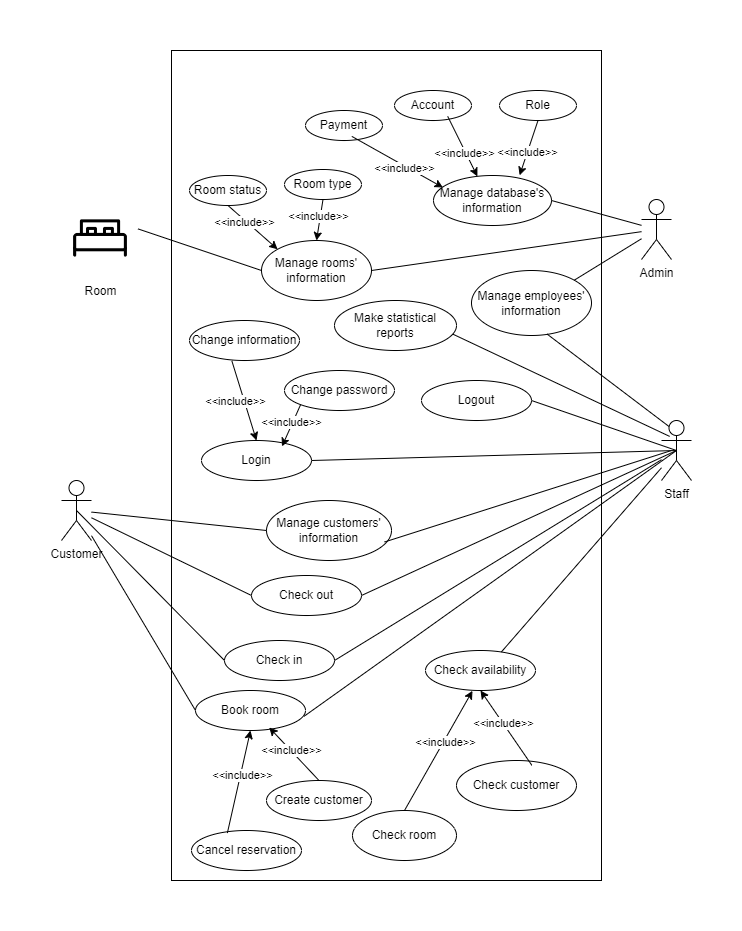 Account
Role
Payment
<<include>>
<<include>>
<<include>>
Room type
Room status
Manage database's
information
<<include>>
<<include>>
Manage rooms'
information
Admin
Room
Manage employees'
information
Make statistical
reports
Change information
Change password
Logout
<<include>>
<<include>>
Login
Staff
Manage customers'
information
Customer
Check out
Check in
Check availability
Book room
<<include>>
<<include>>
<<include>>
<<include>>
Check customer
Create customer
Check room
Cancel reservation